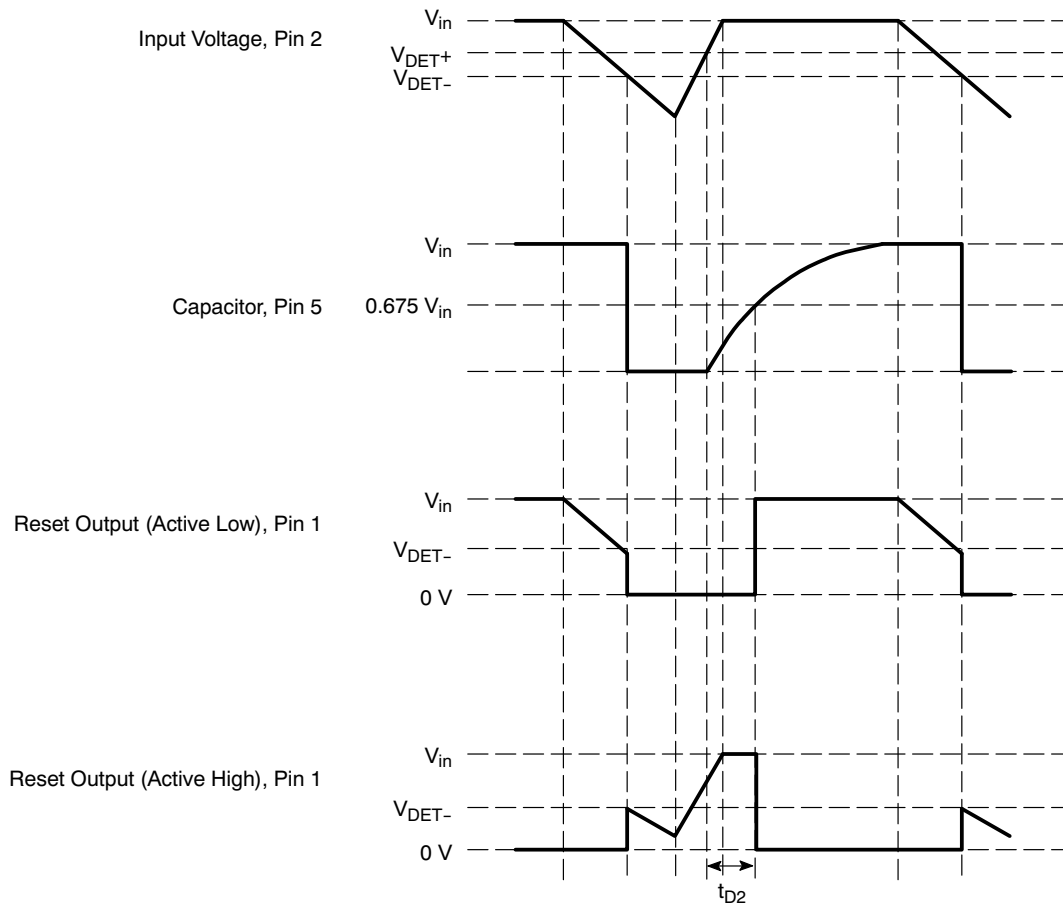 V_in
Input Voltage, Pin 2
V_DET+
V_DET−
V_in
Capacitor, Pin 5
0.675 V_in
V_in
Reset Output (Active Low), Pin 1
V_DET−
0 V
V_in
Reset Output (Active High), Pin 1
V_DET−
0 V
t_D2